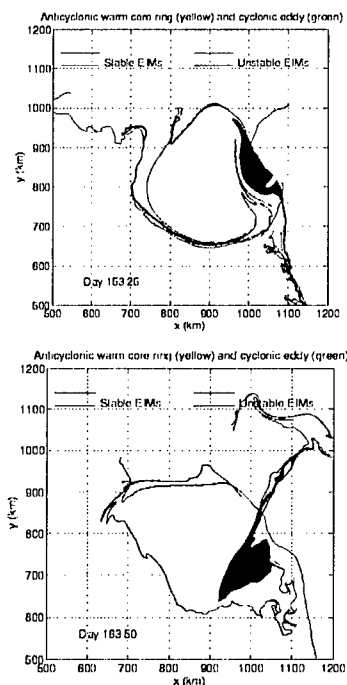 Anticyclonic warm core ring (yellow) and cyclonic eddy (green)
1200
1100
1000
900
800
700
600
500
y (km)
Stable EIMs
Unstable EIMs
Day 153 25
500 600 700 800 900 1000 1100 1200
x (km)
Anticyclonic warm core ring (yellow) and cyclonic eddy (green)
1200
1100
1000
900
800
700
600
500
y (km)
Stable EIMs
Unstable EIMs
500 600 700 800 900 1000 1100 1200
x (km)